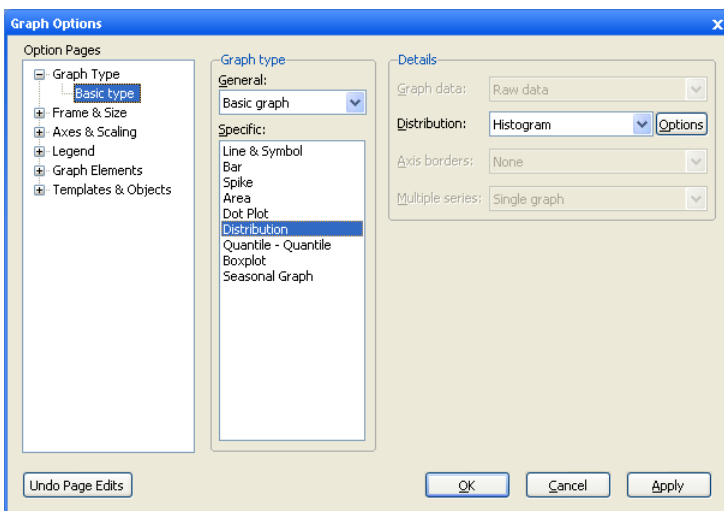 Graph Options
x
Option Pages
Graph Type
Basic type
Frame & Size
Axes & Scaling
Legend
Graph Elements
Templates & Objects
Graph type
General:
Basic graph
Specific:
Line & Symbol
Bar
Spike
Area
Dot Plot
Distribution
Quantile - Quantile
Boxplot
Seasonal Graph
Details
Graph data: Raw data
Distribution: Histogram Options
Axis borders: None
Multiple series: Single graph
Undo Page Edits OK Cancel Apply